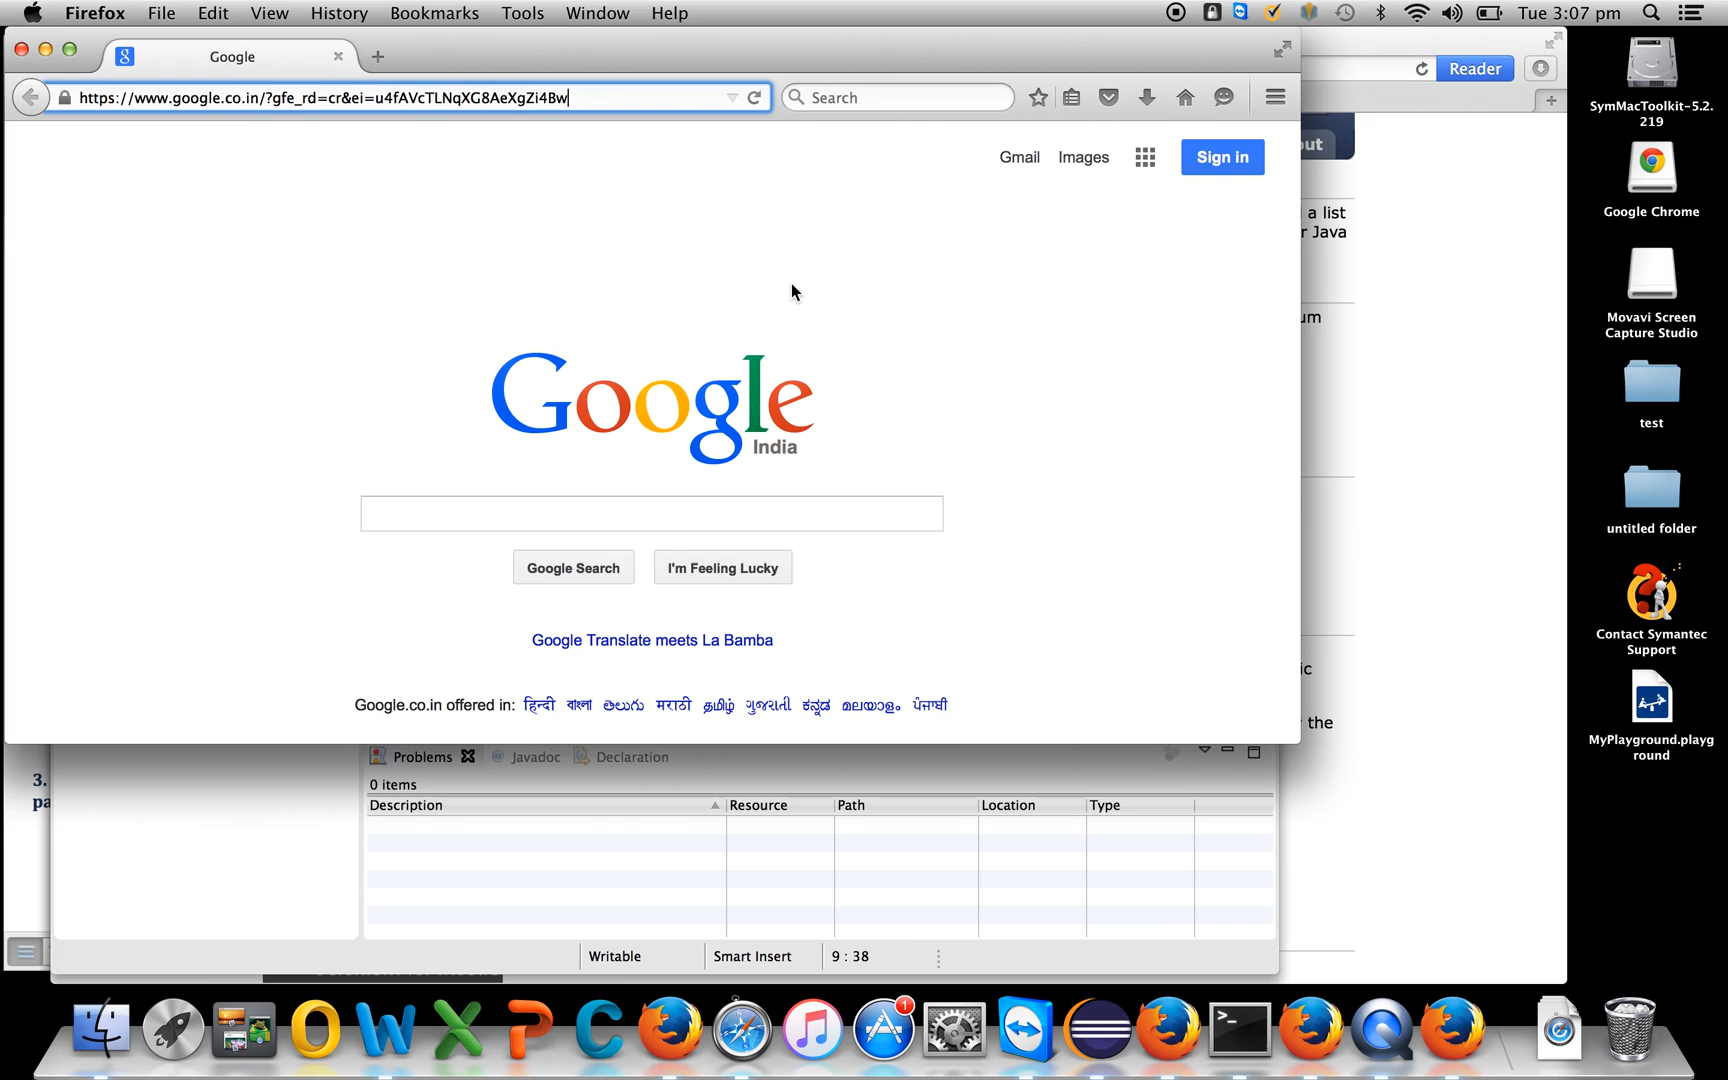 Firefox File Edit View History Bookmarks Tools Window Help Tue 3:07 pm
Google
https://www.google.co.in/?gfe_rd=cr&ei=u4fAVcTLNqXG8AeXgZi4Bw
Search
Reader
Gmail Images Sign in
out
a list
r Java
um
Google
India
Google Search I'm Feeling Lucky
Google Translate meets La Bamba
Google.co.in offered in: हिन्दी বাংলা తెలుగు मराठी தமிழ் ગુજરાતી ಕನ್ನಡ മലയാളം ਪੰਜਾਬੀ
ic
the
3.
pa
Problems @ Javadoc Declaration
0 items
Description Resource Path Location Type
Writable Smart Insert 9 : 38
SymMacToolkit-5.2.
219
Google Chrome
Movavi Screen
Capture Studio
test
untitled folder
Contact Symantec
Support
MyPlayground.playg
round
1